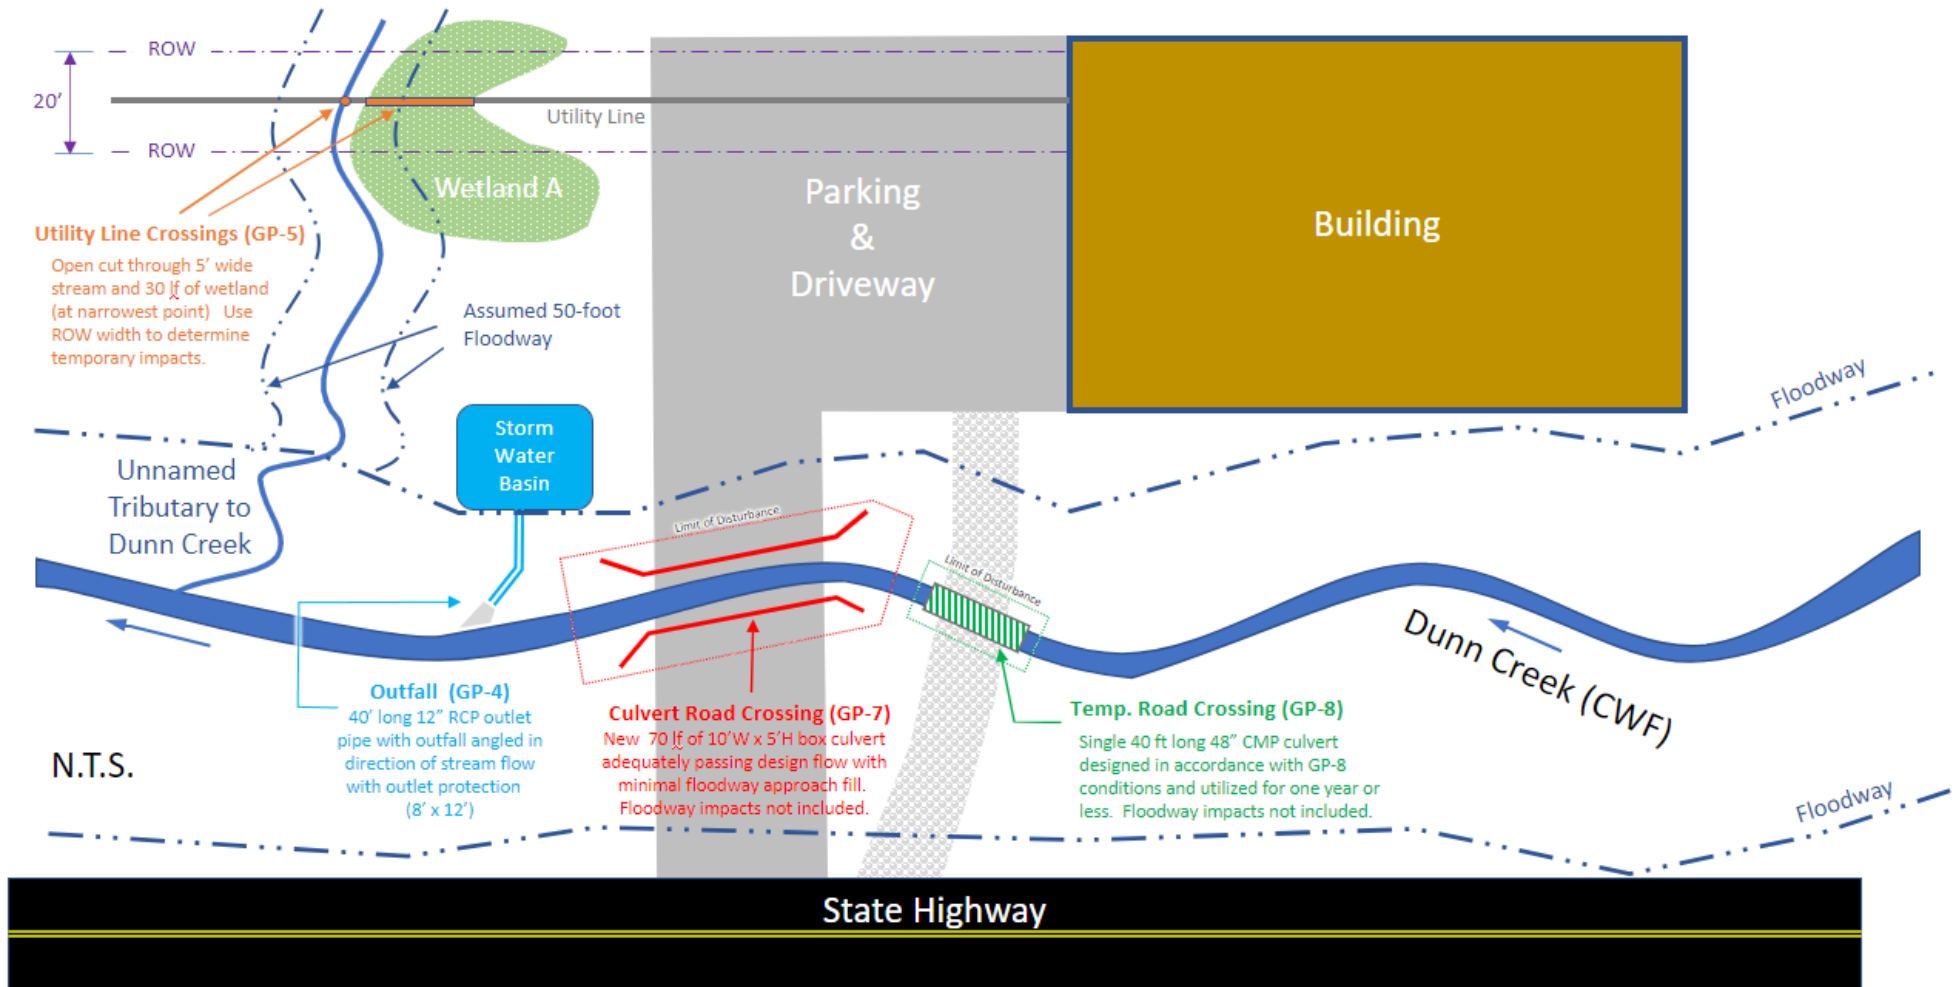 ROW
20'
Utility Line
ROW
Wetland A
Parking
&
Driveway
Building
Utility Line Crossings (GP-5)
Open cut through 5' wide
stream and 30 lf of wetland
(at narrowest point)   Use
ROW width to determine
temporary impacts.
Assumed 50-foot
Floodway
Floodway
Storm
Water
Basin
Unnamed
Tributary to
Dunn Creek
Limit of Disturbance
Limit of Disturbance
Dunn Creek (CWF)
Outfall  (GP-4)
40' long 12" RCP outlet
pipe with outfall angled in
direction of stream flow
with outlet protection
(8' x 12')
Culvert Road Crossing (GP-7)
New  70 lf of 10'W x 5'H box culvert
adequately passing design flow with
minimal floodway approach fill.
Floodway impacts not included.
Temp. Road Crossing (GP-8)
Single 40 ft long 48" CMP culvert
designed in accordance with GP-8
conditions and utilized for one year or
less.  Floodway impacts not included.
N.T.S.
Floodway
State Highway